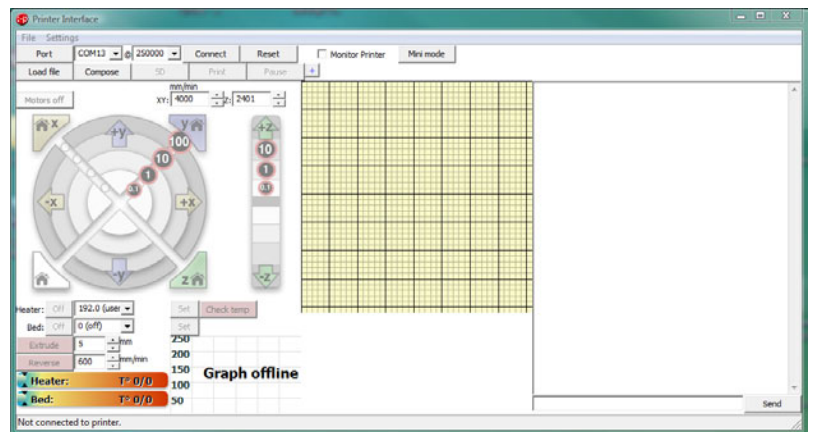 Printer Interface
File Settings
Port COM13 @ 250000 Connect Reset Monitor Printer Mini mode
Load file Compose SD Print Pause +
mm/min
Motors off XY: 4000 Z: 2401
x +y y +z
100 10
10 1
1 0.1
0.1
-x +x
-y z -z
Heater: Off 192.0 (user Set Check temp
Bed: Off 0 (off) Set
Extrude 5 mm
Reverse 600 mm/min
250
200
150
100
50
Graph offline
Heater: T° 0/0
Bed: T° 0/0
Send
Not connected to printer.